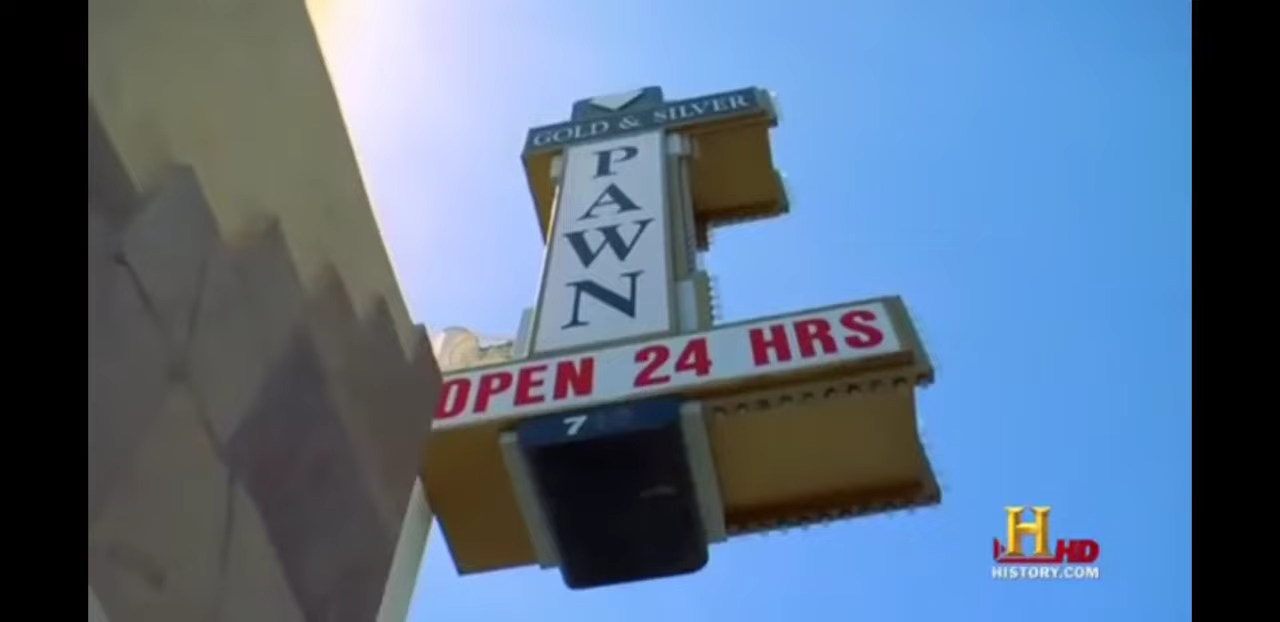 GOLD & SILVER
PAWN
OPEN 24 HRS
7
H HD
HISTORY.COM